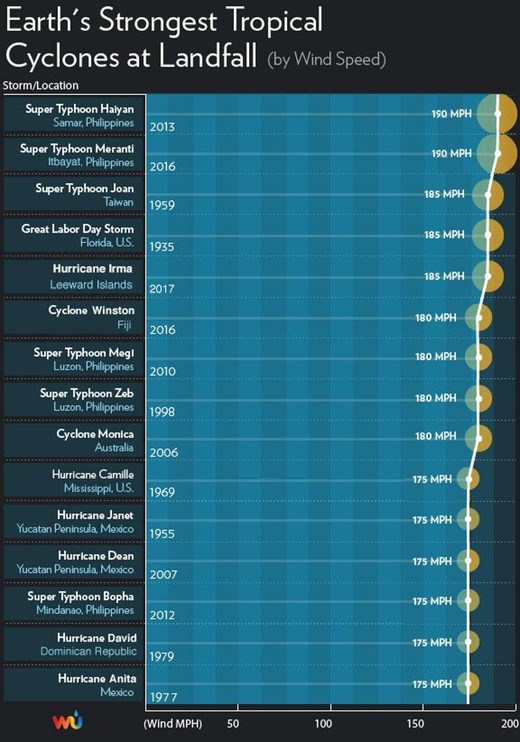 Earth's Strongest Tropical
Cyclones at Landfall (by Wind Speed)
Storm/Location
Super Typhoon Haiyan
Samar, Philippines
2013
190 MPH
Super Typhoon Meranti
Itbayat, Philippines
2016
190 MPH
Super Typhoon Joan
Taiwan
1959
185 MPH
Great Labor Day Storm
Florida, U.S.
1935
185 MPH
Hurricane Irma
Leeward Islands
2017
185 MPH
Cyclone Winston
Fiji
2016
180 MPH
Super Typhoon Megi
Luzon, Philippines
2010
180 MPH
Super Typhoon Zeb
Luzon, Philippines
1998
180 MPH
Cyclone Monica
Australia
2006
180 MPH
Hurricane Camille
Mississippi, U.S.
1969
175 MPH
Hurricane Janet
Yucatan Peninsula, Mexico
1955
175 MPH
Hurricane Dean
Yucatan Peninsula, Mexico
2007
175 MPH
Super Typhoon Bopha
Mindanao, Philippines
2012
175 MPH
Hurricane David
Dominican Republic
1979
175 MPH
Hurricane Anita
Mexico
1977
175 MPH
wu
(Wind MPH) 50 100 150 200